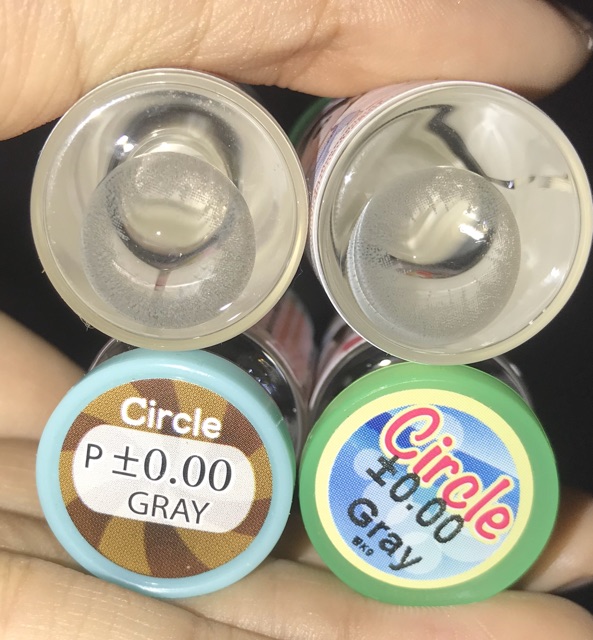 Circle
P ±0.00
GRAY
Circle
±0.00
Gray